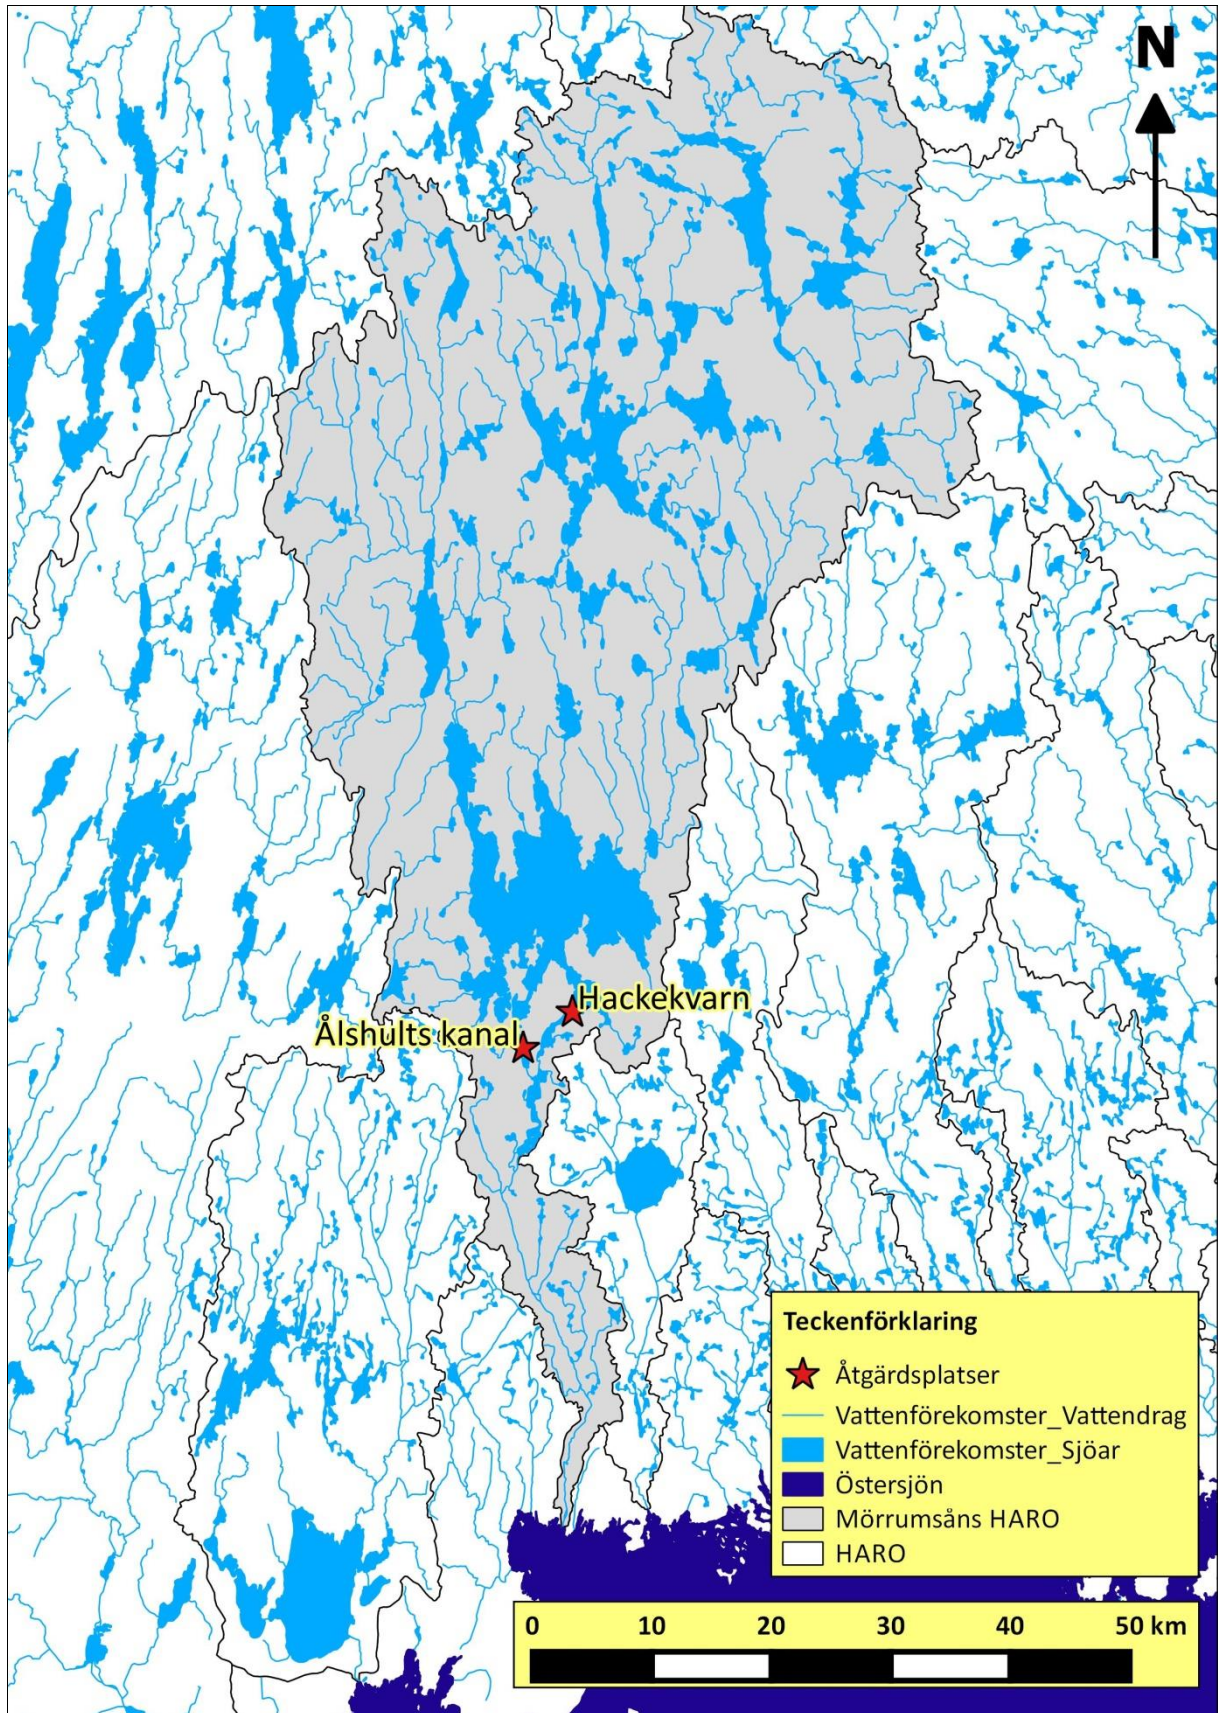 N
Hackekvarn
Ålshults kanal
Teckenförklaring
Åtgärdsplatser
Vattenförekomster_Vattendrag
Vattenförekomster_Sjöar
Östersjön
Mörrumsåns HARO
HARO
0 10 20 30 40 50 km